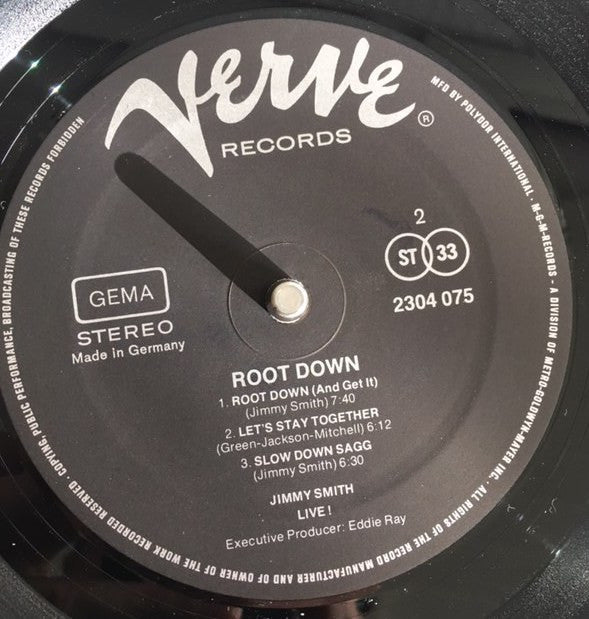 VERVE
RECORDS ®
MFD BY POLYDOR INTERNATIONAL · M-G-M-RECORDS - A DIVISION OF METRO-GOLDWYN-MAYER INC. · ALL RIGHTS OF THE RECORD MANUFACTURER AND OF OWNER OF THE WORK RECORDED RESERVED · COPYING, PUBLIC PERFORMANCE, BROADCASTING OF THESE RECORDS FORBIDDEN
2
ST 33
2304 075
GEMA
STEREO
Made in Germany
ROOT DOWN
1. ROOT DOWN (And Get It)
(Jimmy Smith) 7:40
2. LET'S STAY TOGETHER
(Green-Jackson-Mitchell) 6:12
3. SLOW DOWN SAGG
(Jimmy Smith) 6:30
JIMMY SMITH
LIVE !
Executive Producer: Eddie Ray